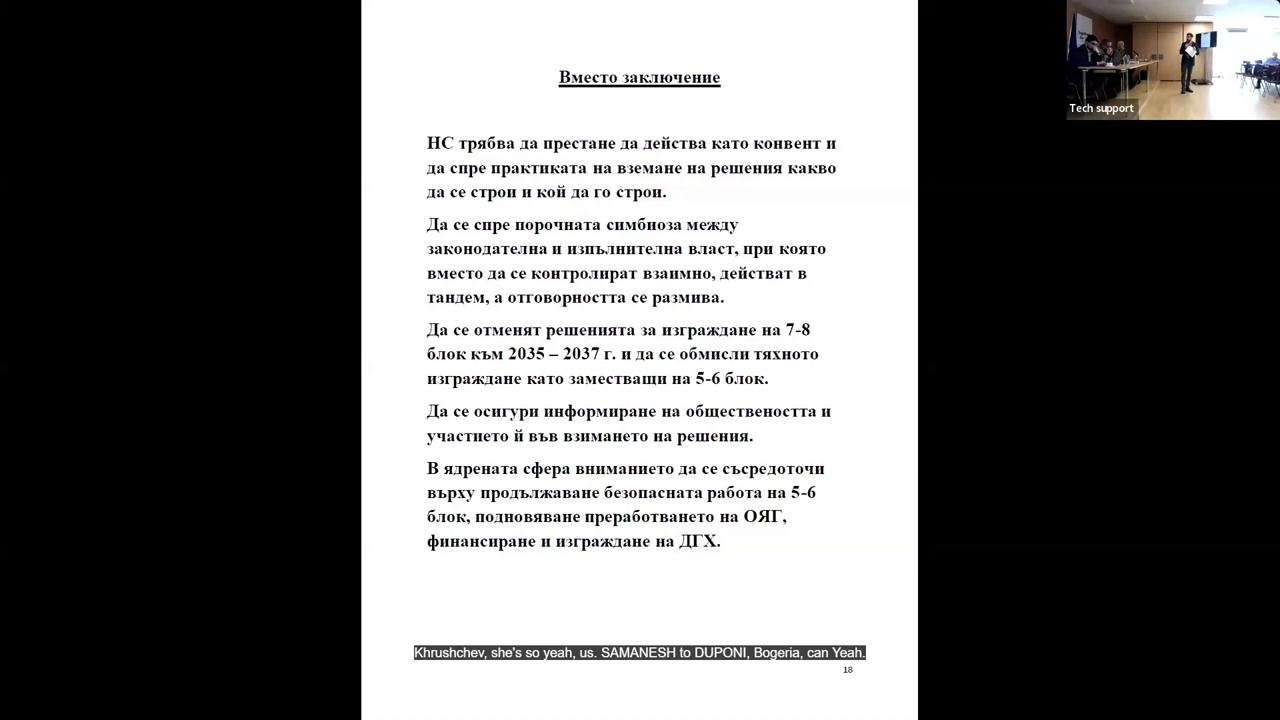 Вместо заключение
НС трябва да престане да действа като конвент и
да спре практиката на вземане на решения какво
да се строи и кой да го строи.
Да се спре порочната симбиоза между
законодателна и изпълнителна власт, при която
вместо да се контролират взаимно, действат в
тандем, а отговорността се размива.
Да се отменят решенията за изграждане на 7-8
блок към 2035 – 2037 г. и да се обмисли тяхното
изграждане като заместващи на 5-6 блок.
Да се осигури информиране на обществеността и
участието й във взимането на решения.
В ядрената сфера вниманието да се съсредоточи
върху продължаване безопасната работа на 5-6
блок, подновяване преработването на ОЯГ,
финансиране и изграждане на ДГХ.
Khrushchev, she's so yeah, us. SAMANESH to DUPONI, Bogeria, can Yeah.
18
Tech support